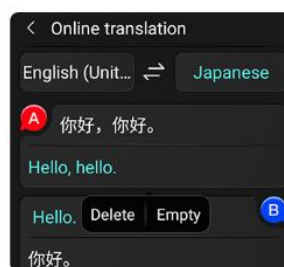 Online translation
English (Unit... Japanese
A 你好，你好。
Hello, hello.
Hello. Delete Empty B
你好。